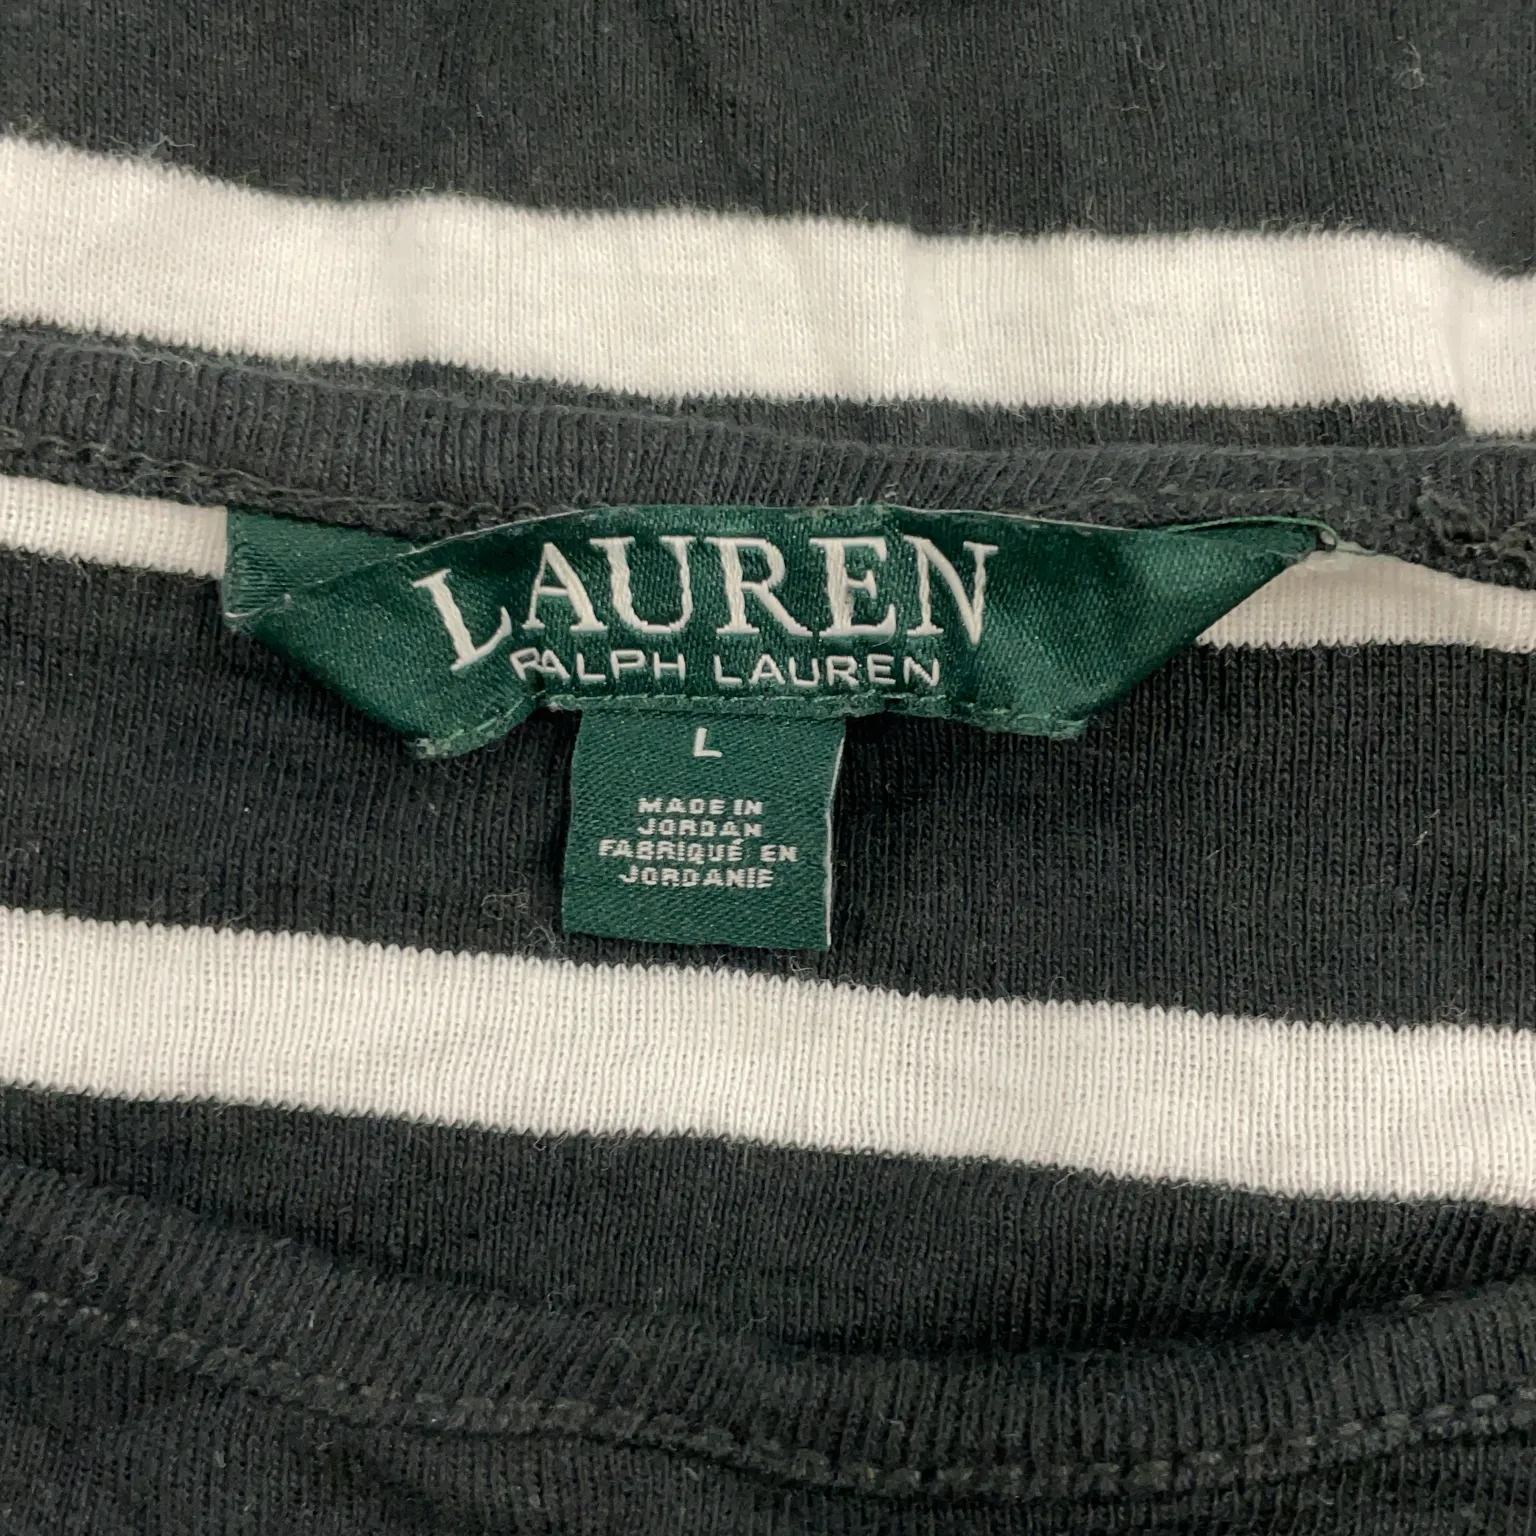 LAUREN
RALPH LAUREN
L
MADE IN
JORDAN
FABRIQUÉ EN
JORDANIE